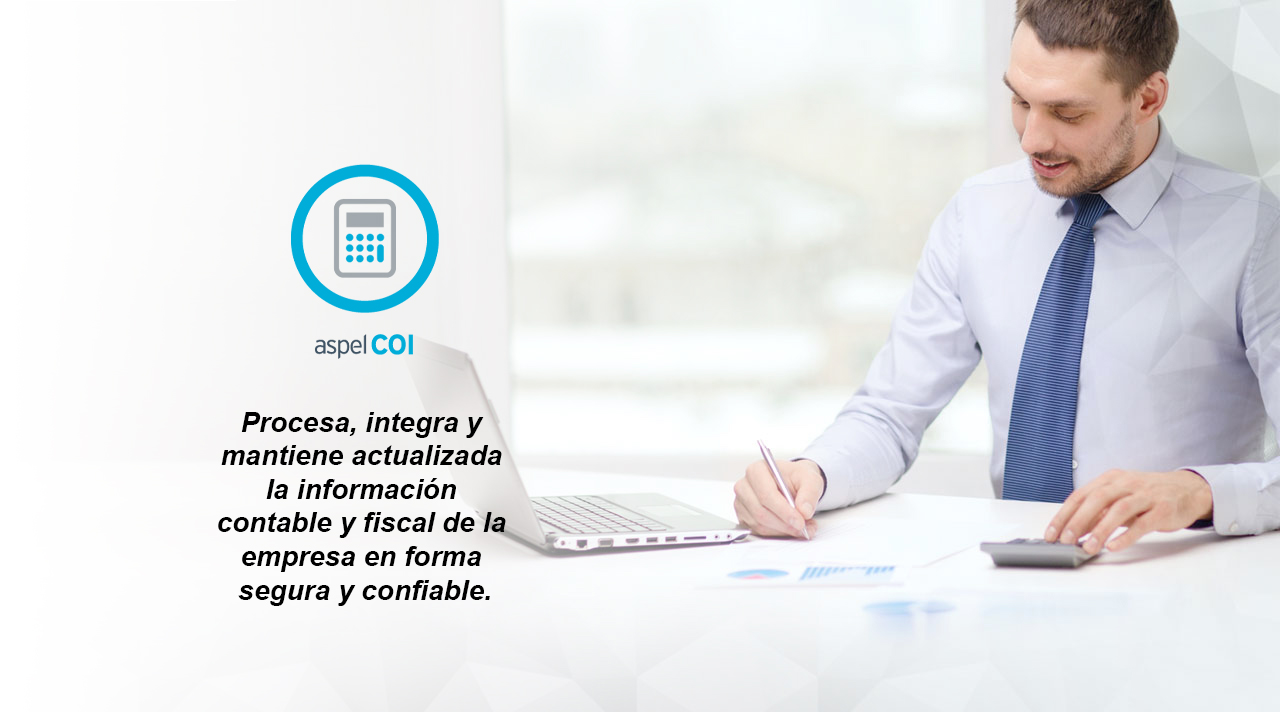 aspel COI
Procesa, integra y
mantiene actualizada
la información
contable y fiscal de la
empresa en forma
segura y confiable.